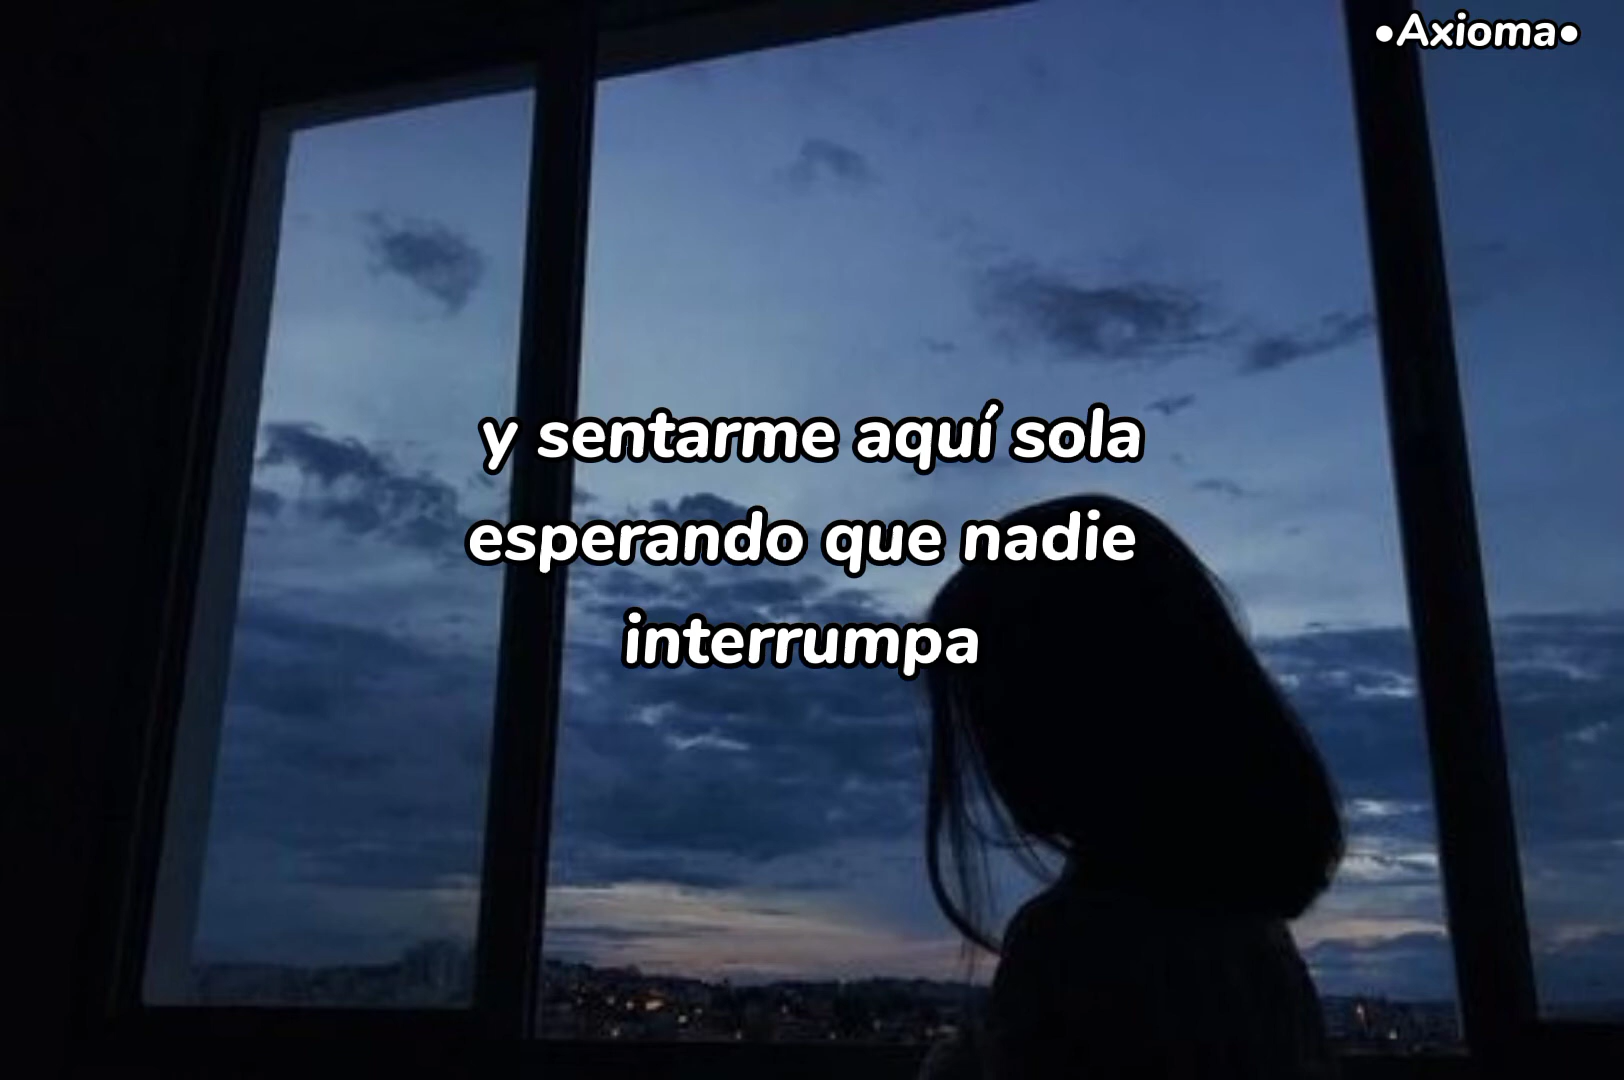 •Axioma•
y sentarme aquí sola
esperando que nadie
interrumpa